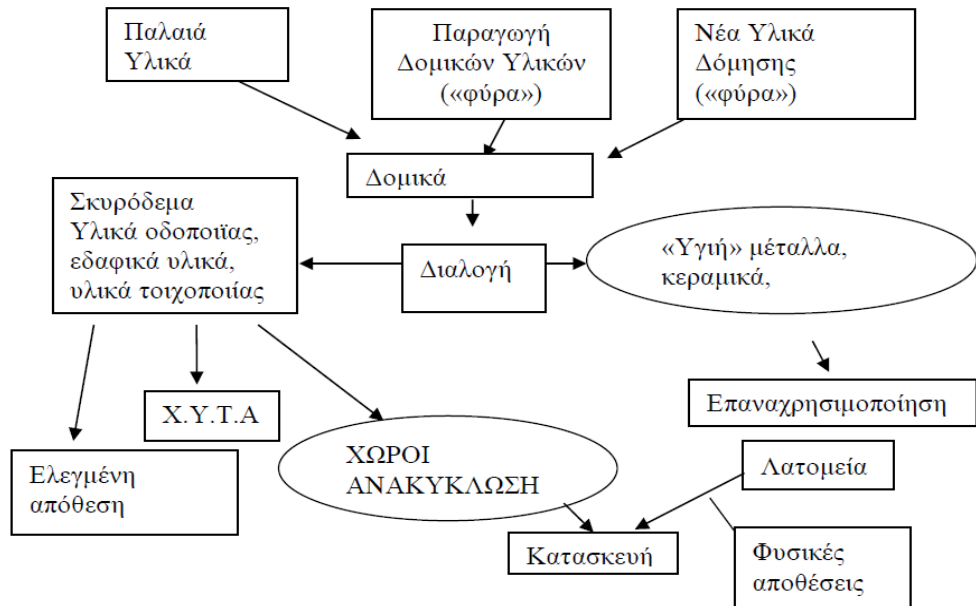 Παλαιά
Υλικά
Παραγωγή
Δομικών Υλικών
(«φύρα»)
Νέα Υλικά
Δόμησης
(«φύρα»)
Δομικά
Σκυρόδεμα
Υλικά οδοποιϊας,
εδαφικά υλικά,
υλικά τοιχοποιίας
Διαλογή
«Υγιή» μέταλλα,
κεραμικά,
Χ.Υ.Τ.Α
Επαναχρησιμοποίηση
Ελεγμένη
απόθεση
ΧΩΡΟΙ
ΑΝΑΚΥΚΛΩΣΗ
Λατομεία
Κατασκευή
Φυσικές
αποθέσεις